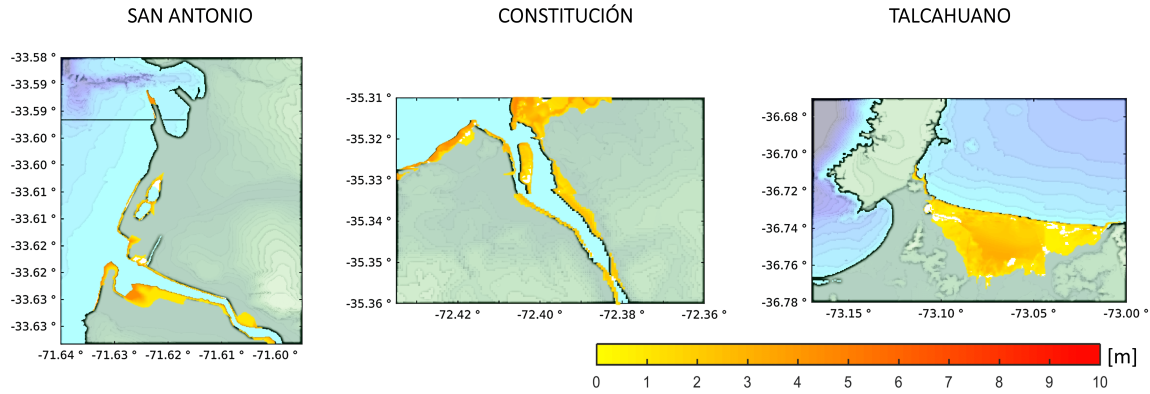 SAN ANTONIO
CONSTITUCIÓN
TALCAHUANO
-33.58 °
-33.59 °
-33.59 °
-33.60 °
-33.60 °
-33.61 °
-33.61 °
-33.62 °
-33.62 °
-33.63 °
-33.63 °
-71.64 ° -71.63 ° -71.62 ° -71.61 ° -71.60 °
-35.31 °
-35.32 °
-35.33 °
-35.34 °
-35.35 °
-35.36 °
-72.42 ° -72.40 ° -72.38 ° -72.36 °
-36.68 °
-36.70 °
-36.72 °
-36.74 °
-36.76 °
-36.78 °
-73.15 ° -73.10 ° -73.05 ° -73.00 °
[m]
0 1 2 3 4 5 6 7 8 9 10